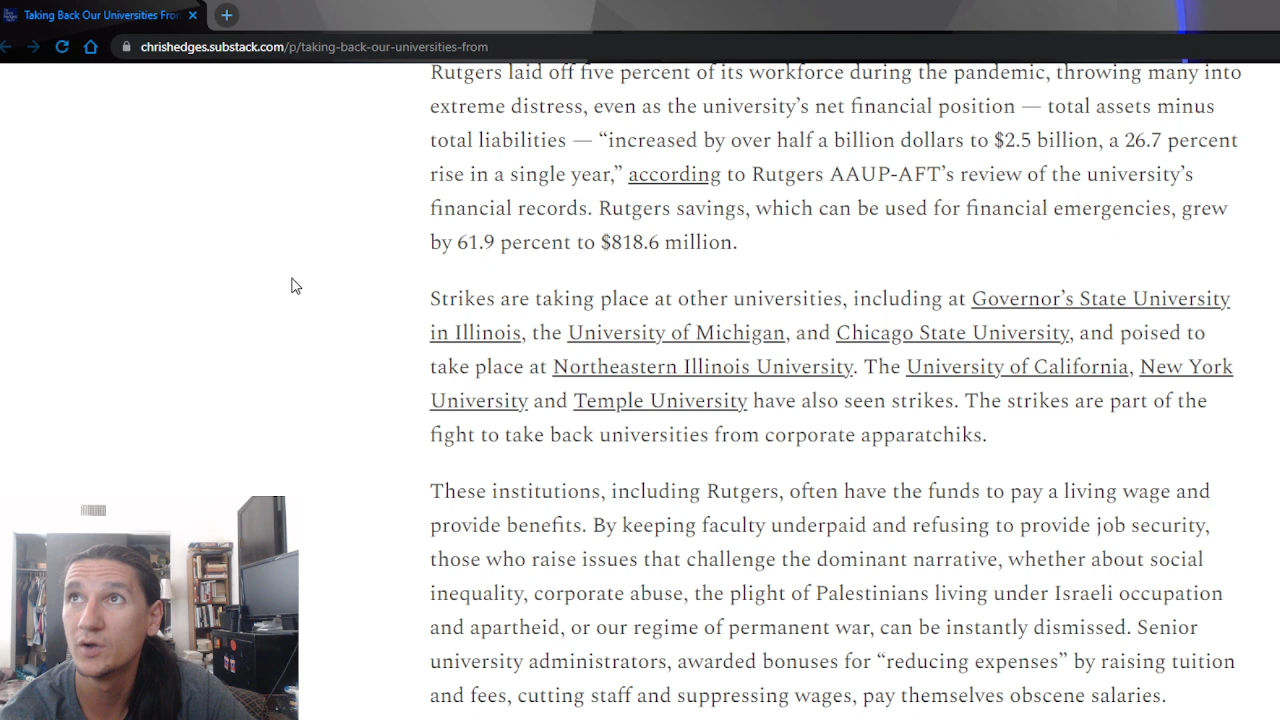 Taking Back Our Universities From
chrishedges.substack.com/p/taking-back-our-universities-from
Rutgers laid off five percent of its workforce during the pandemic, throwing many into
extreme distress, even as the university’s net financial position — total assets minus
total liabilities — “increased by over half a billion dollars to $2.5 billion, a 26.7 percent
rise in a single year,” according to Rutgers AAUP-AFT’s review of the university’s
financial records. Rutgers savings, which can be used for financial emergencies, grew
by 61.9 percent to $818.6 million.
Strikes are taking place at other universities, including at Governor’s State University
in Illinois, the University of Michigan, and Chicago State University, and poised to
take place at Northeastern Illinois University. The University of California, New York
University and Temple University have also seen strikes. The strikes are part of the
fight to take back universities from corporate apparatchiks.
These institutions, including Rutgers, often have the funds to pay a living wage and
provide benefits. By keeping faculty underpaid and refusing to provide job security,
those who raise issues that challenge the dominant narrative, whether about social
inequality, corporate abuse, the plight of Palestinians living under Israeli occupation
and apartheid, or our regime of permanent war, can be instantly dismissed. Senior
university administrators, awarded bonuses for “reducing expenses” by raising tuition
and fees, cutting staff and suppressing wages, pay themselves obscene salaries.